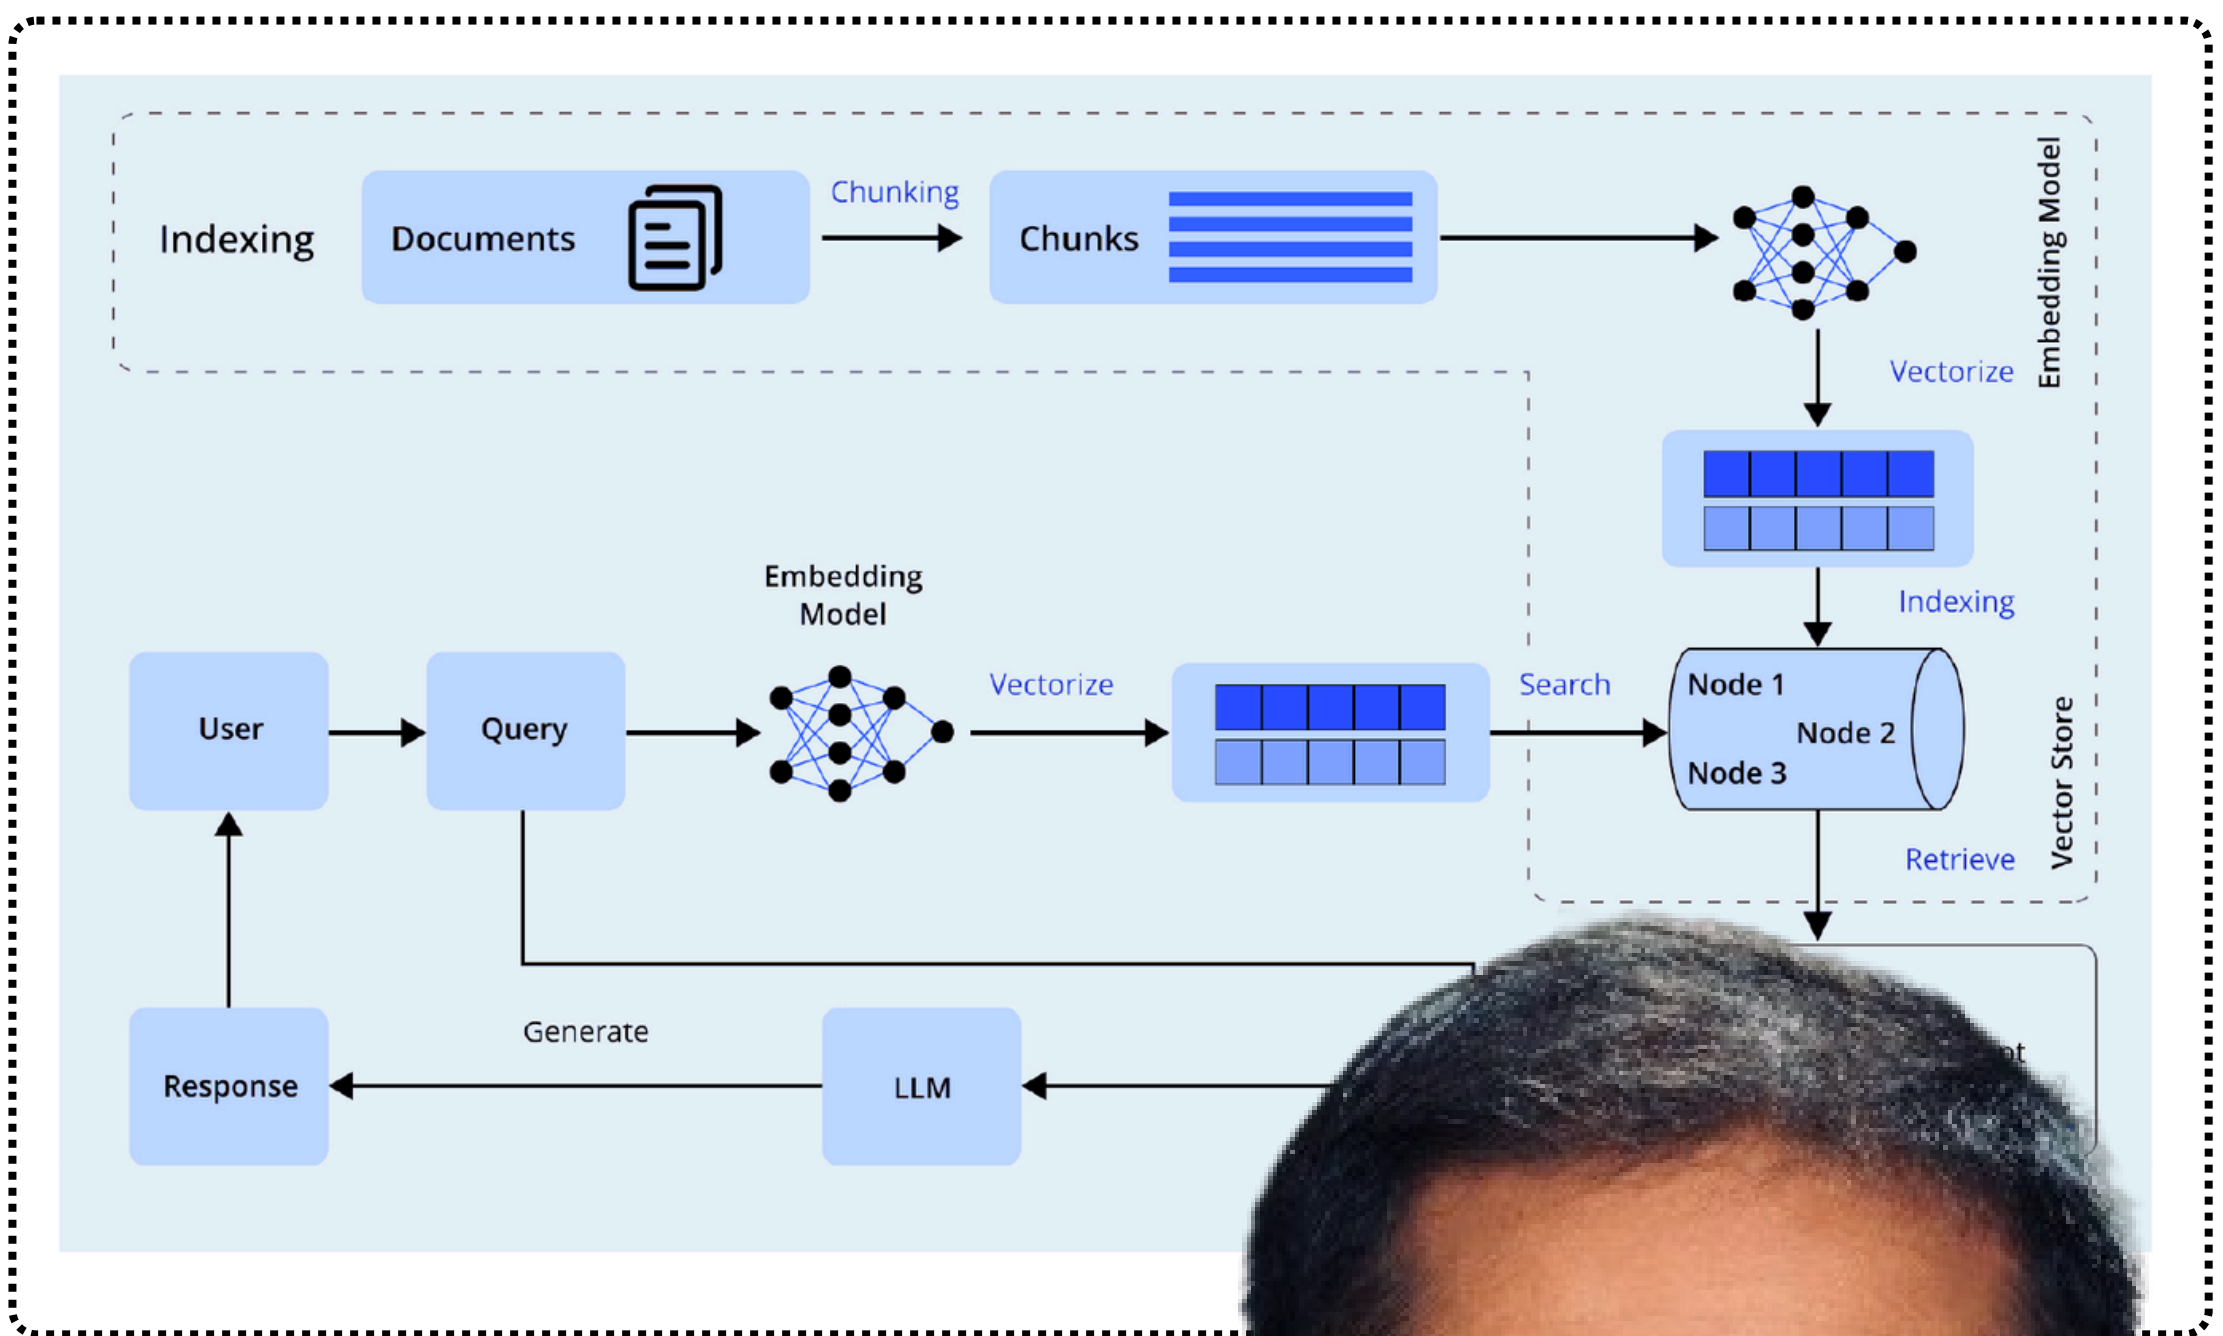 Indexing
Documents
Chunking
Chunks
Embedding Model
Vectorize
Indexing
Embedding
Model
User
Query
Vectorize
Search
Node 1
Node 2
Node 3
Vector Store
Retrieve
Generate
Response
LLM